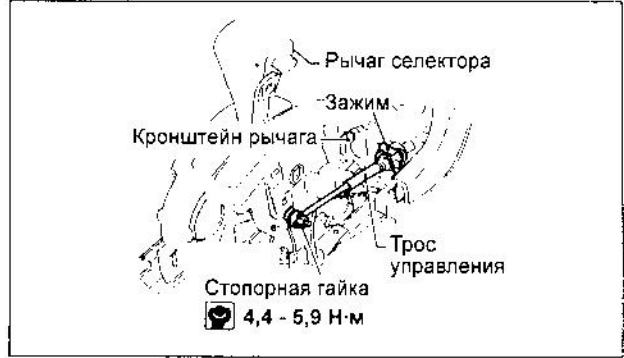 Рычаг селектора
Зажим
Кронштейн рычага
Трос
управления
Стопорная гайка
4,4 - 5,9 Н·м